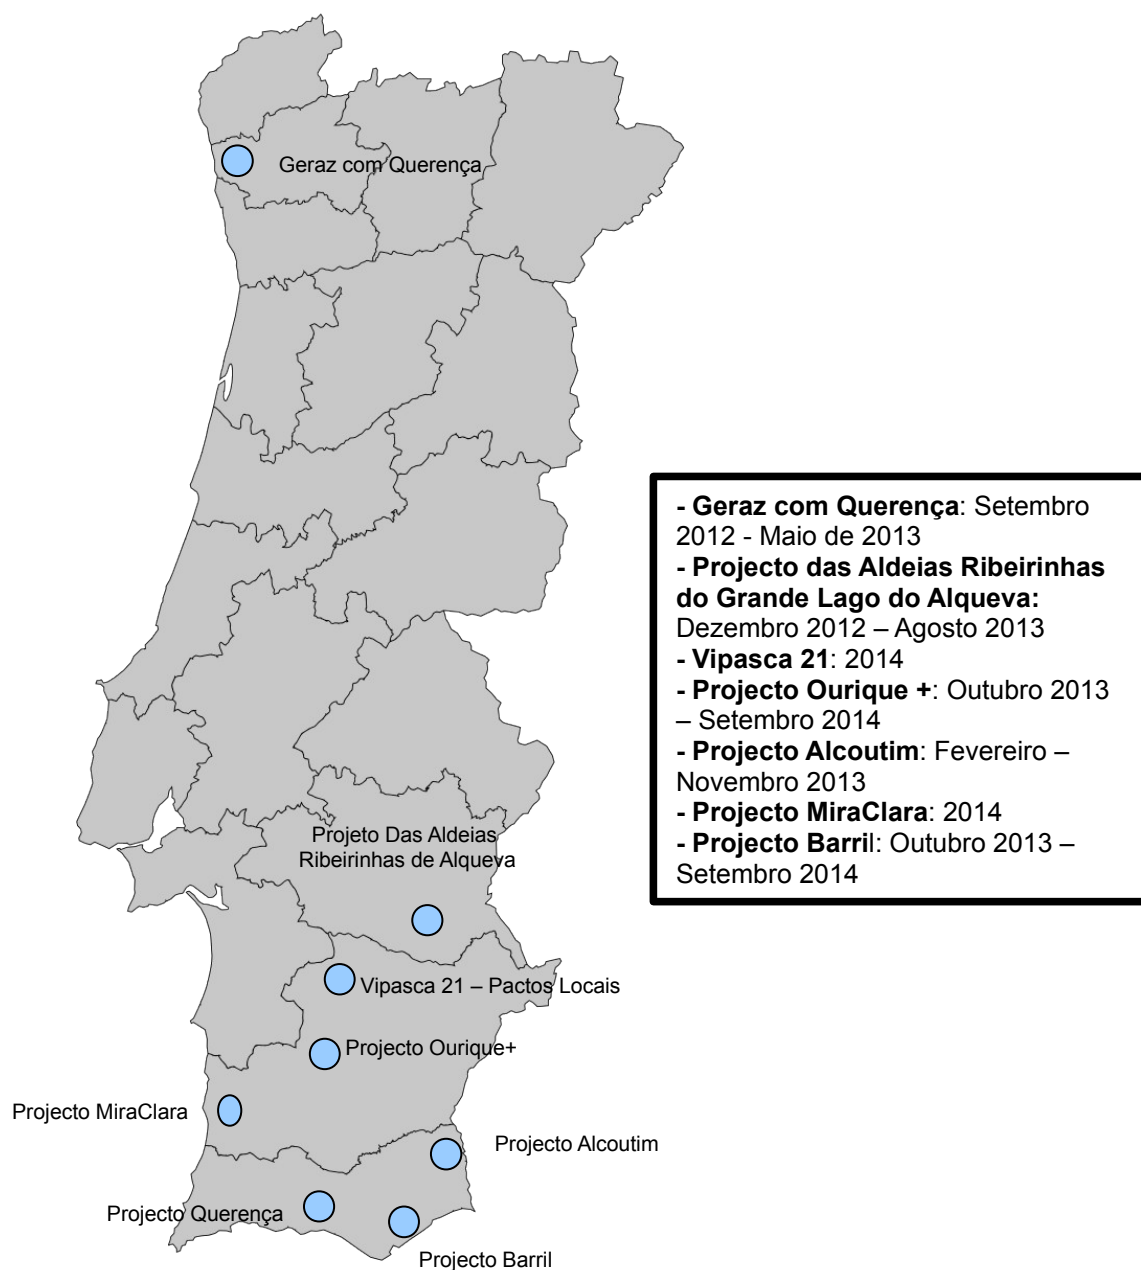 Geraz com Querença
- Geraz com Querença: Setembro
2012 - Maio de 2013
- Projecto das Aldeias Ribeirinhas
do Grande Lago do Alqueva:
Dezembro 2012 – Agosto 2013
- Vipasca 21: 2014
- Projecto Ourique +: Outubro 2013
– Setembro 2014
- Projecto Alcoutim: Fevereiro –
Novembro 2013
- Projecto MiraClara: 2014
- Projecto Barril: Outubro 2013 –
Setembro 2014
Projeto Das Aldeias
Ribeirinhas de Alqueva
Vipasca 21 – Pactos Locais
Projecto Ourique+
Projecto MiraClara
Projecto Alcoutim
Projecto Querença
Projecto Barril